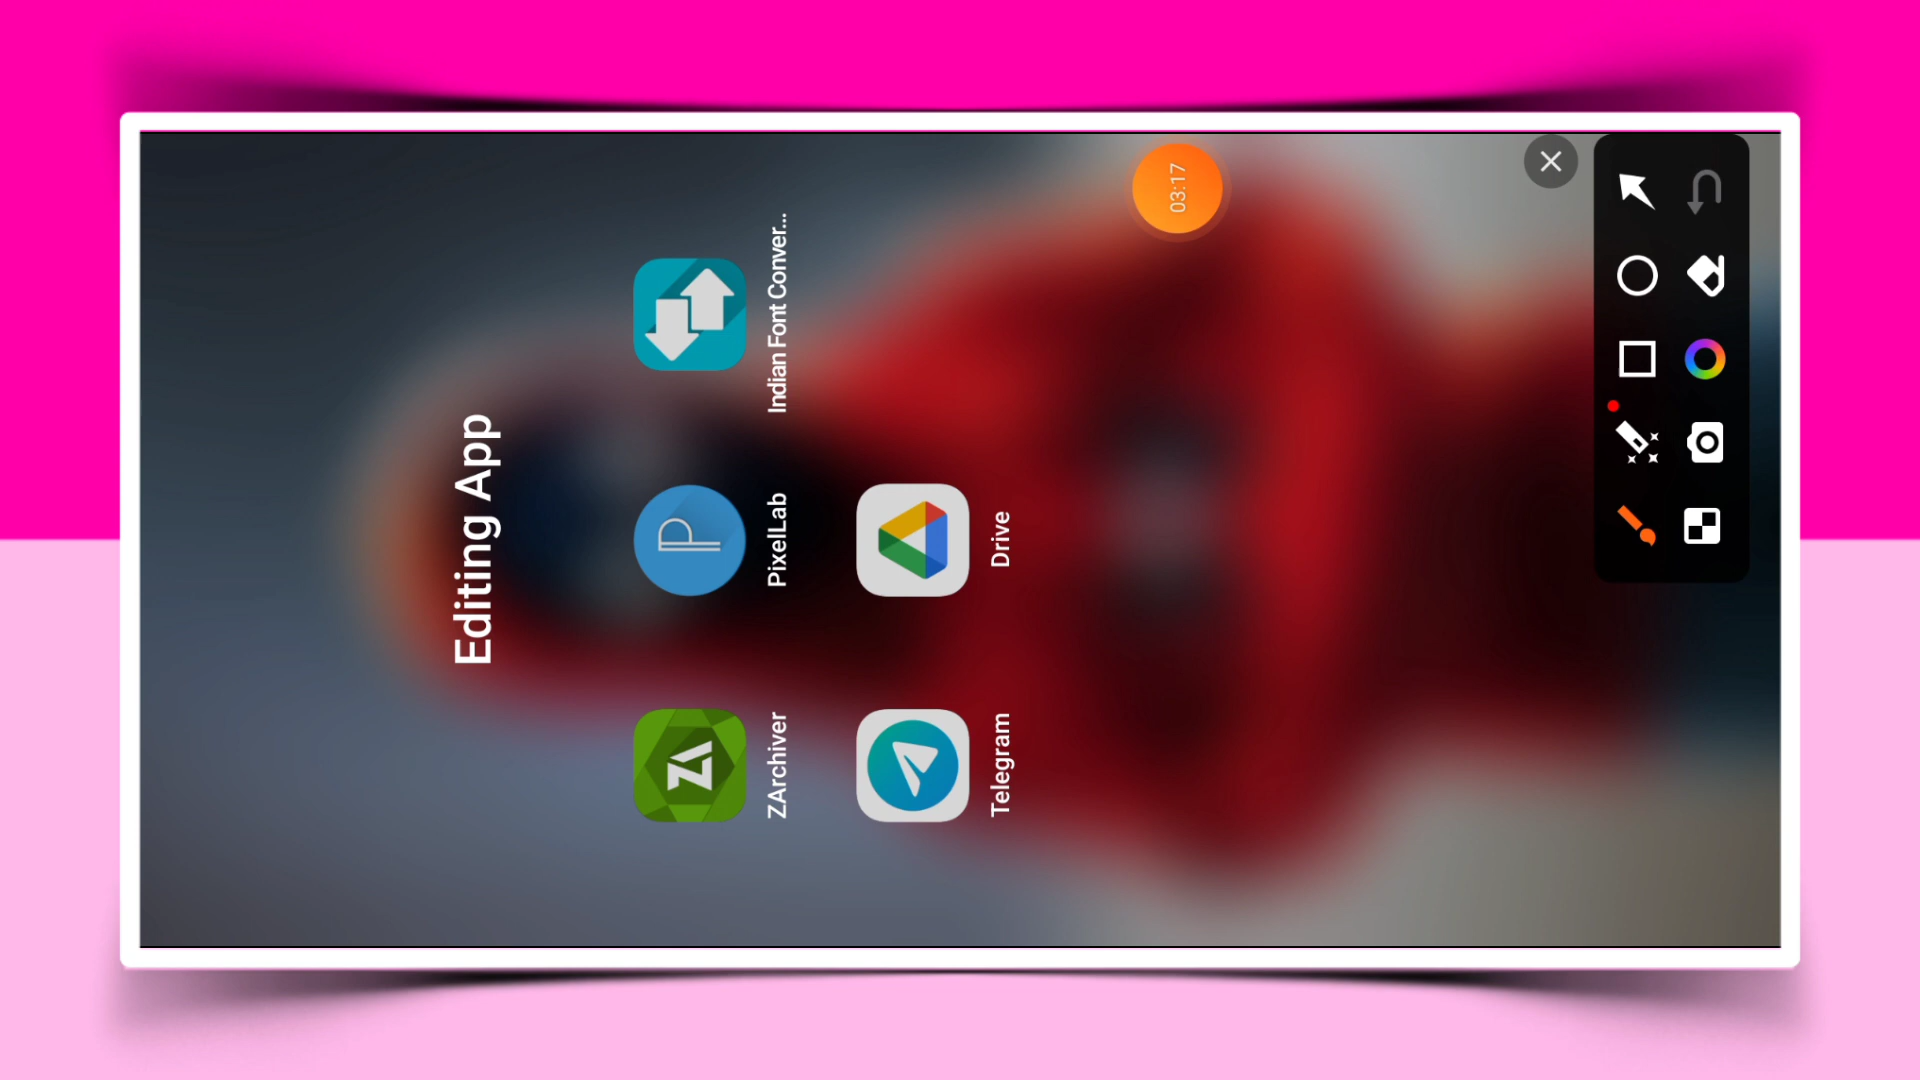 Editing App
ZArchiver
PixelLab
Indian Font Conver...
Telegram
Drive
03:17